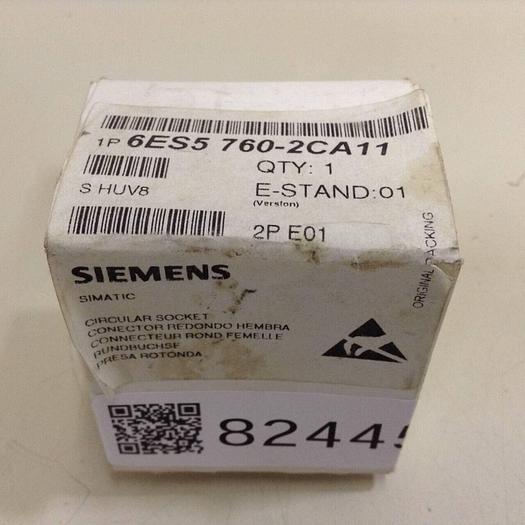 1P 6ES5 760-2CA11
QTY: 1
S HUV8
E-STAND:01
(Version)
2P E01
SIEMENS
SIMATIC
CIRCULAR SOCKET
CONECTOR REDONDO HEMBRA
CONNECTEUR ROND FEMELLE
RUNDBUCHSE
PRESA ROTONDA
ORIGINAL PACKING
82445